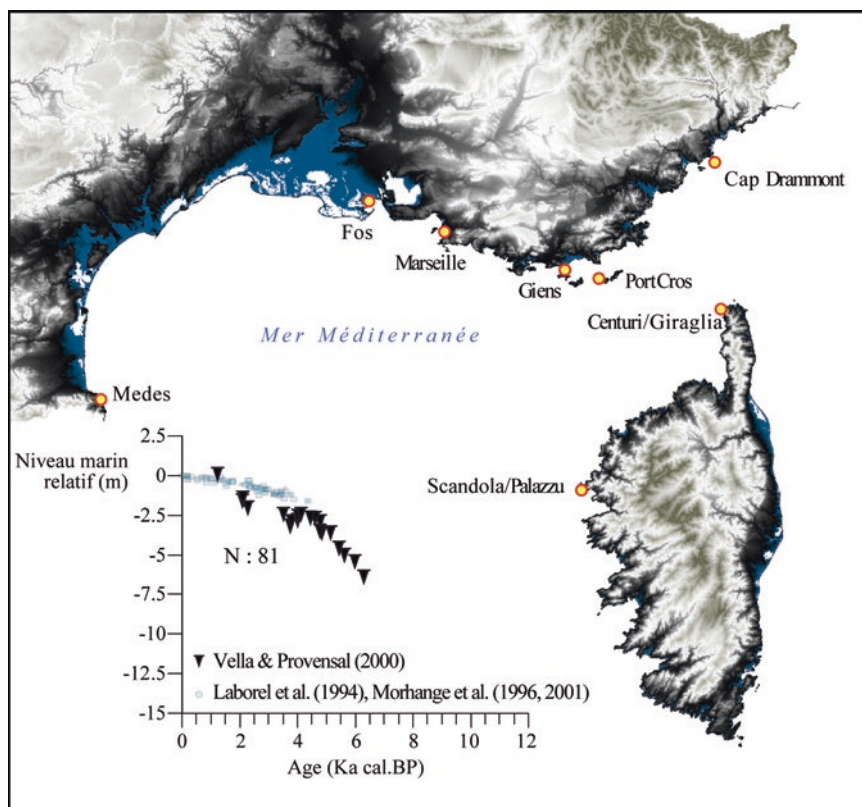 Cap Drammont
Fos
Marseille
Giens
PortCros
Centuri/Giraglia
Mer Méditerranée
Medes
Scandola/Palazzu
Niveau marin
relatif (m)
2.5
0
-2.5
-5
-7.5
-10
-12.5
-15
N : 81
Vella & Provensal (2000)
Laborel et al. (1994), Morhange et al. (1996, 2001)
0 2 4 6 8 10 12
Age (Ka cal.BP)